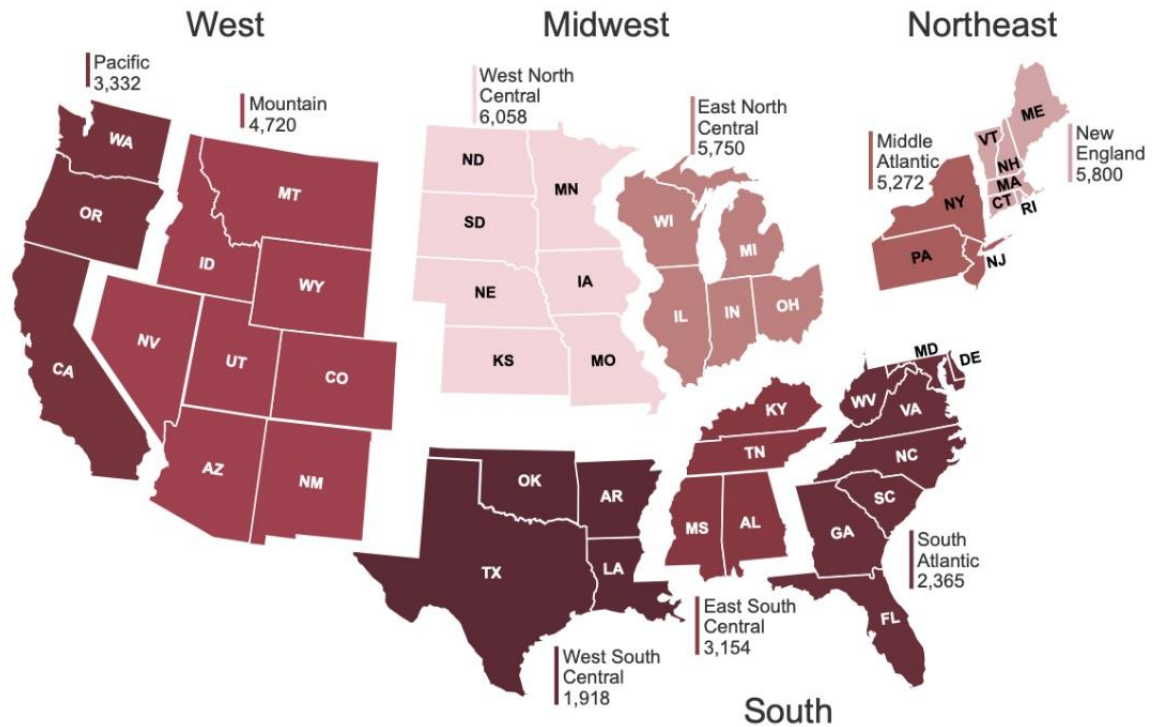 West
Midwest
Northeast
Pacific
3,332
Mountain
4,720
West North
Central
6,058
East North
Central
5,750
Middle
Atlantic
5,272
New
England
5,800
WA
OR
CA
MT
ID
WY
NV
UT
CO
AZ
NM
ND
MN
SD
NE
IA
KS
MO
WI
MI
IL
IN
OH
ME
VT
NH
MA
CT
RI
NY
PA
NJ
OK
AR
TX
LA
KY
TN
MS
AL
MD
DE
WV
VA
NC
SC
GA
FL
South
Atlantic
2,365
East South
Central
3,154
West South
Central
1,918
South